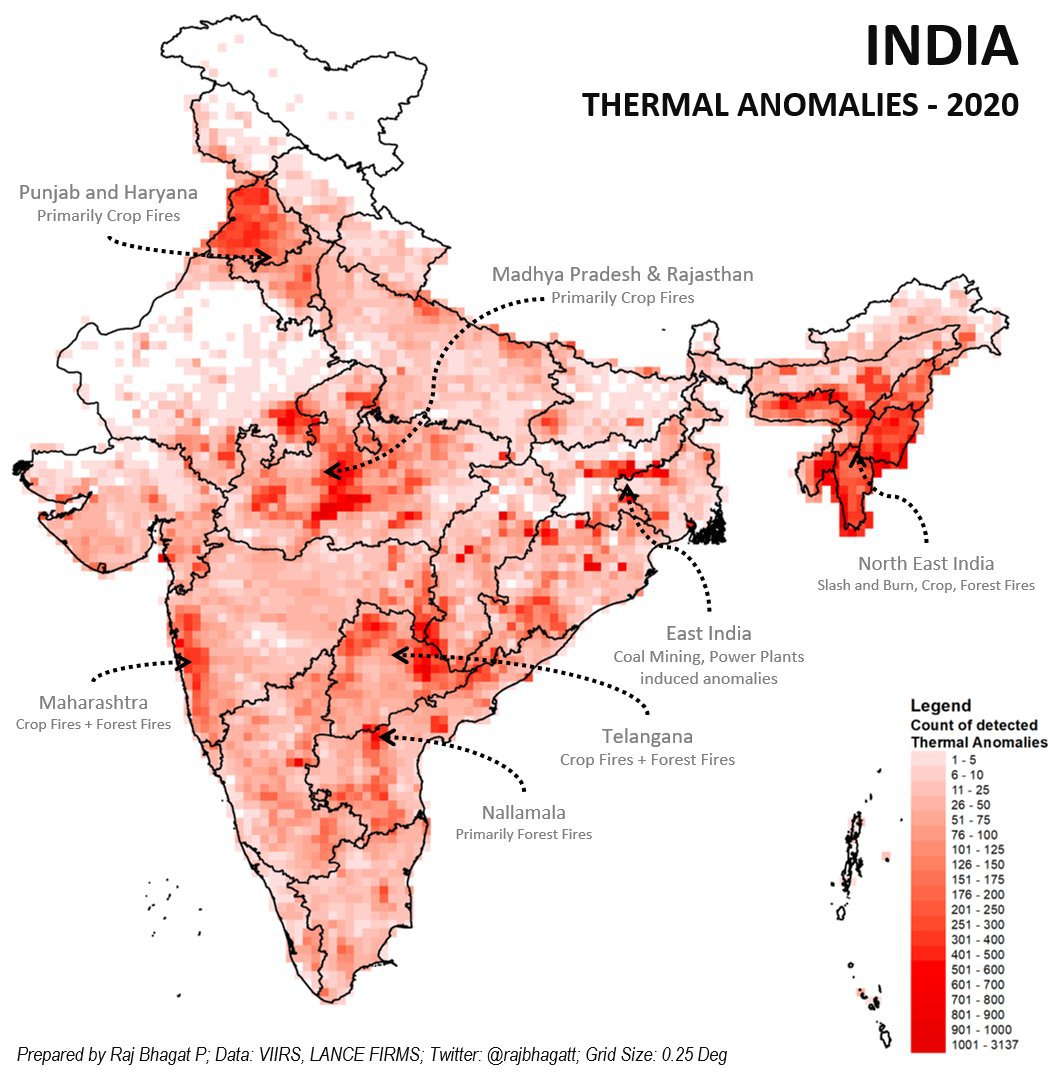 INDIA
THERMAL ANOMALIES - 2020
Punjab and Haryana
Primarily Crop Fires
Madhya Pradesh & Rajasthan
Primarily Crop Fires
North East India
Slash and Burn, Crop, Forest Fires
East India
Coal Mining, Power Plants
induced anomalies
Maharashtra
Crop Fires + Forest Fires
Telangana
Crop Fires + Forest Fires
Nallamala
Primarily Forest Fires
Legend
Count of detected
Thermal Anomalies
1 - 5
6 - 10
11 - 25
26 - 50
51 - 75
76 - 100
101 - 125
126 - 150
151 - 175
176 - 200
201 - 250
251 - 300
301 - 400
401 - 500
501 - 600
601 - 700
701 - 800
801 - 900
901 - 1000
1001 - 3137
Prepared by Raj Bhagat P; Data: VIIRS, LANCE FIRMS; Twitter: @rajbhagatt; Grid Size: 0.25 Deg